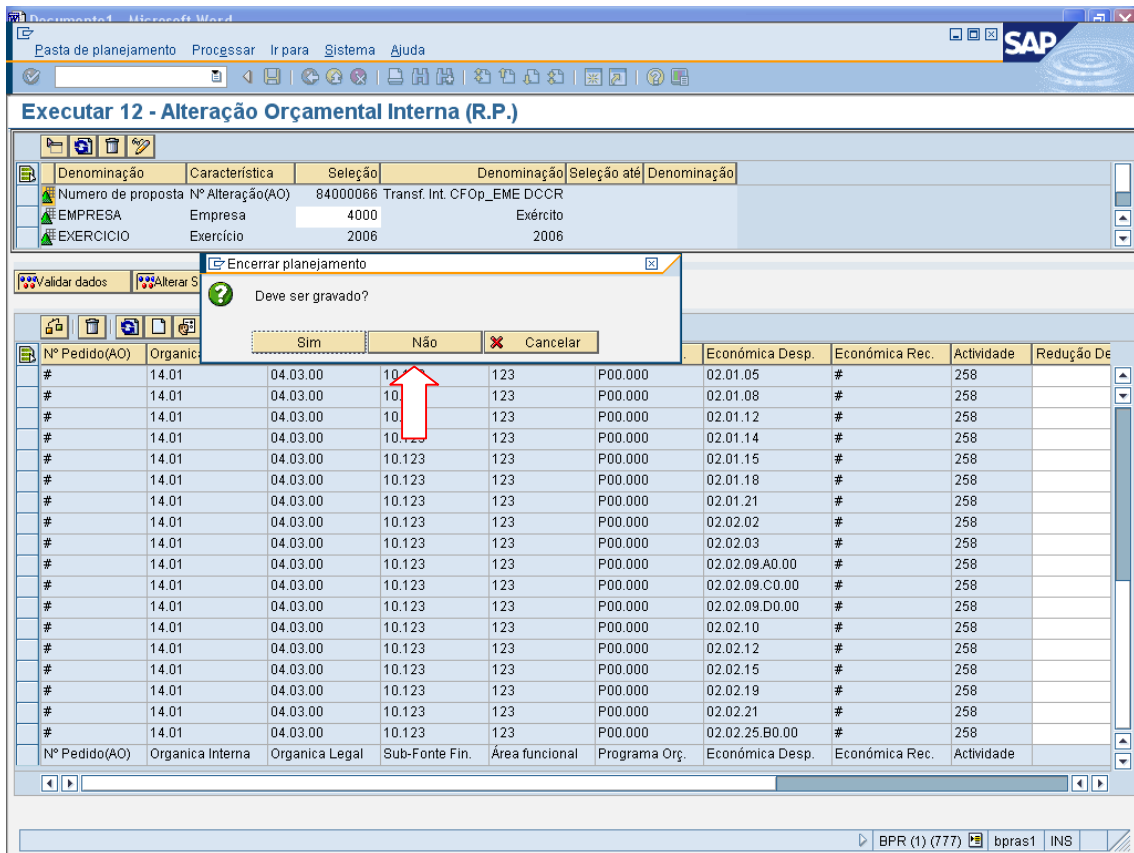 Documento1 - Microsoft Word
Pasta de planejamento Processar Ir para Sistema Ajuda
SAP
Executar 12 - Alteração Orçamental Interna (R.P.)
Denominação Característica Seleção Denominação Seleção até Denominação
Numero de proposta Nº Alteração(AO) 84000066 Transf. Int. CFOp_EME DCCR
EMPRESA Empresa 4000 Exército
EXERCICIO Exercício 2006 2006
Encerrar planejamento
Validar dados Alterar S
Deve ser gravado?
Sim Não Cancelar
Nº Pedido(AO) Organic Económica Desp. Económica Rec. Actividade Redução De
# 14.01 04.03.00 10.123 123 P00.000 02.01.05 # 258
# 14.01 04.03.00 10. 123 P00.000 02.01.08 # 258
# 14.01 04.03.00 10. 123 P00.000 02.01.12 # 258
# 14.01 04.03.00 10.123 123 P00.000 02.01.14 # 258
# 14.01 04.03.00 10.123 123 P00.000 02.01.15 # 258
# 14.01 04.03.00 10.123 123 P00.000 02.01.18 # 258
# 14.01 04.03.00 10.123 123 P00.000 02.01.21 # 258
# 14.01 04.03.00 10.123 123 P00.000 02.02.02 # 258
# 14.01 04.03.00 10.123 123 P00.000 02.02.03 # 258
# 14.01 04.03.00 10.123 123 P00.000 02.02.09.A0.00 # 258
# 14.01 04.03.00 10.123 123 P00.000 02.02.09.C0.00 # 258
# 14.01 04.03.00 10.123 123 P00.000 02.02.09.D0.00 # 258
# 14.01 04.03.00 10.123 123 P00.000 02.02.10 # 258
# 14.01 04.03.00 10.123 123 P00.000 02.02.12 # 258
# 14.01 04.03.00 10.123 123 P00.000 02.02.15 # 258
# 14.01 04.03.00 10.123 123 P00.000 02.02.19 # 258
# 14.01 04.03.00 10.123 123 P00.000 02.02.21 # 258
# 14.01 04.03.00 10.123 123 P00.000 02.02.25.B0.00 # 258
Nº Pedido(AO) Organica Interna Organica Legal Sub-Fonte Fin. Área funcional Programa Orç. Económica Desp. Económica Rec. Actividade
BPR (1) (777) bpras1 INS